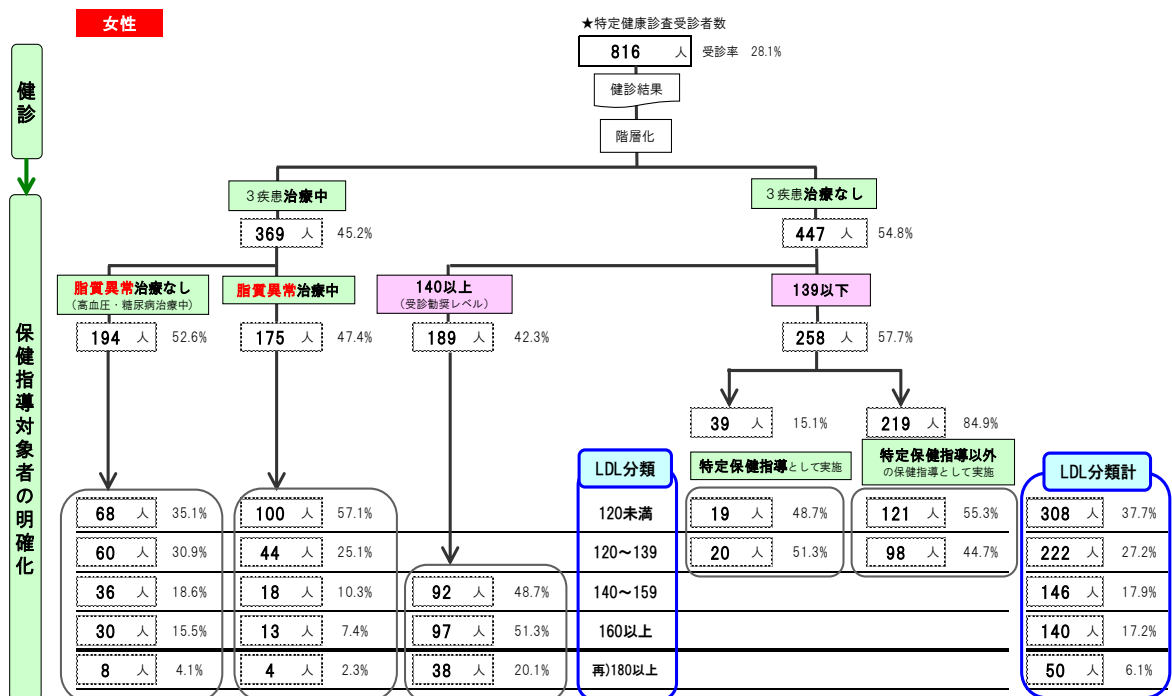 女性
★特定健康診査受診者数
816 人 受診率 28.1%
健診
健診結果
階層化
3疾患治療中
3疾患治療なし
369 人 45.2%
447 人 54.8%
脂質異常治療なし
(高血圧・糖尿病治療中)
脂質異常治療中
140以上
(受診勧奨レベル)
139以下
194 人 52.6%
175 人 47.4%
189 人 42.3%
258 人 57.7%
保健指導対象者の明確化
39 人 15.1%
219 人 84.9%
LDL分類
特定保健指導として実施
特定保健指導以外
の保健指導として実施
LDL分類計
68 人 35.1% 100 人 57.1% 120未満 19 人 48.7% 121 人 55.3% 308 人 37.7%
60 人 30.9% 44 人 25.1% 120～139 20 人 51.3% 98 人 44.7% 222 人 27.2%
36 人 18.6% 18 人 10.3% 92 人 48.7% 140～159 146 人 17.9%
30 人 15.5% 13 人 7.4% 97 人 51.3% 160以上 140 人 17.2%
8 人 4.1% 4 人 2.3% 38 人 20.1% 再)180以上 50 人 6.1%